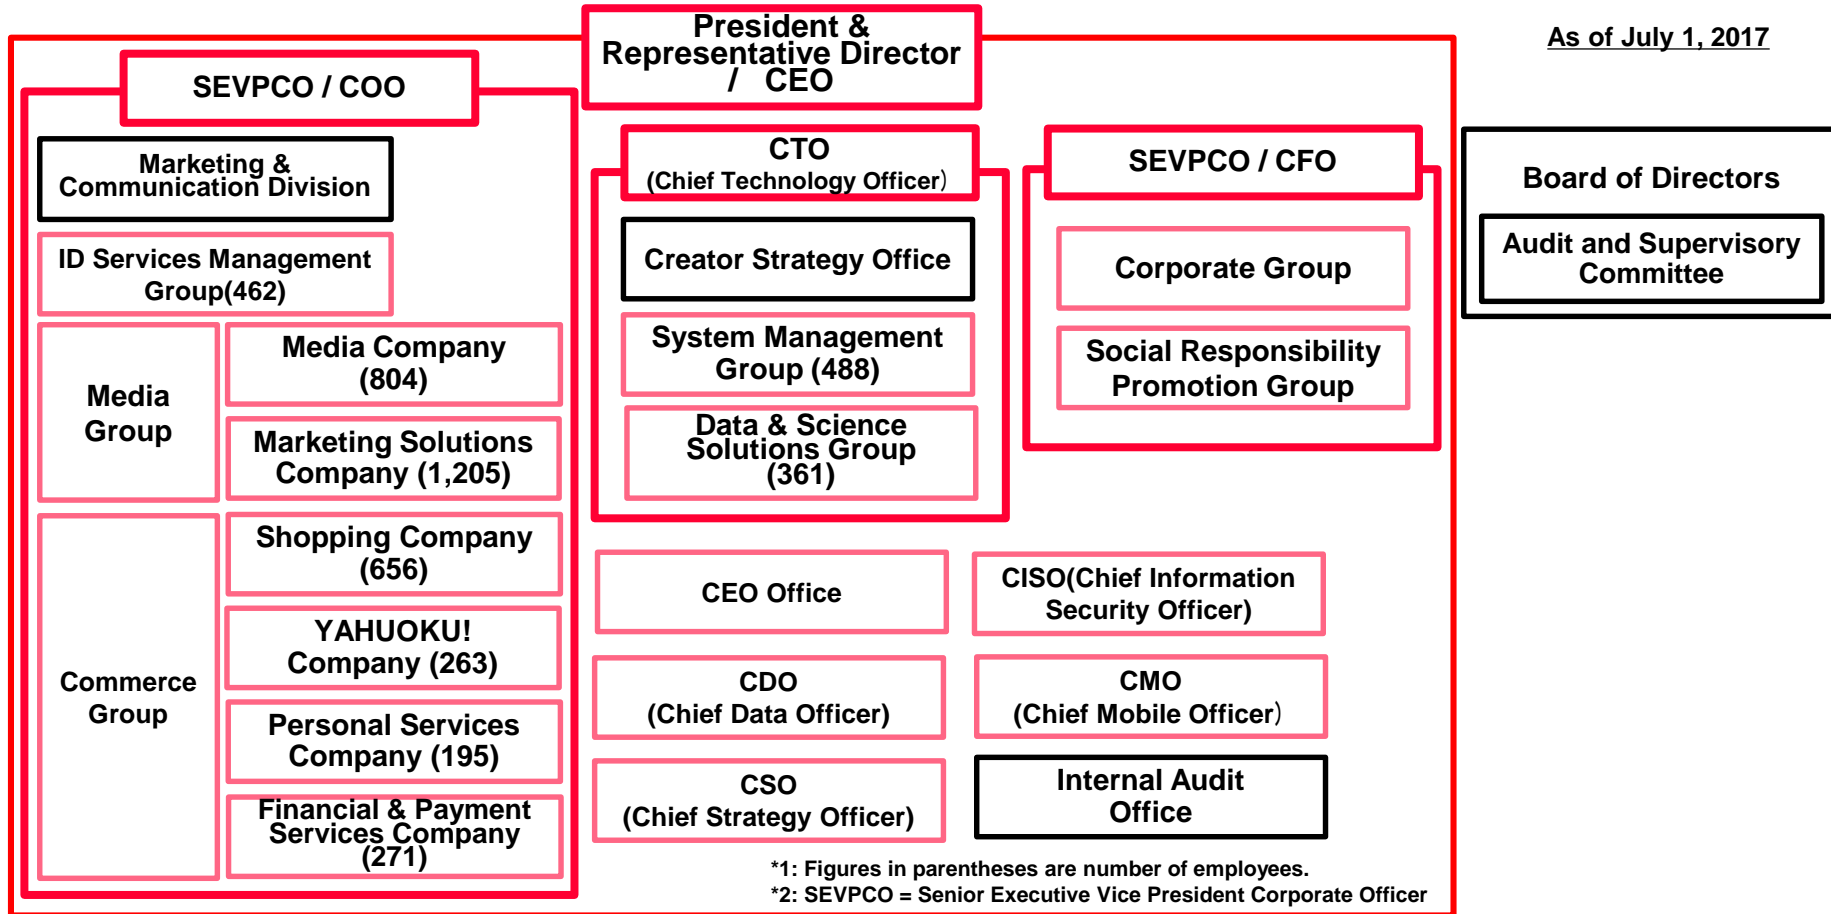 President &
Representative Director
/ CEO
As of July 1, 2017
SEVPCO / COO
Marketing &
Communication Division
ID Services Management
Group(462)
Media
Group
Media Company
(804)
Marketing Solutions
Company (1,205)
Commerce
Group
Shopping Company
(656)
YAHUOKU!
Company (263)
Personal Services
Company (195)
Financial & Payment
Services Company
(271)
CTO
(Chief Technology Officer)
Creator Strategy Office
System Management
Group (488)
Data & Science
Solutions Group
(361)
SEVPCO / CFO
Corporate Group
Social Responsibility
Promotion Group
Board of Directors
Audit and Supervisory
Committee
CEO Office
CISO(Chief Information
Security Officer)
CDO
(Chief Data Officer)
CMO
(Chief Mobile Officer)
CSO
(Chief Strategy Officer)
Internal Audit
Office
*1: Figures in parentheses are number of employees.
*2: SEVPCO = Senior Executive Vice President Corporate Officer